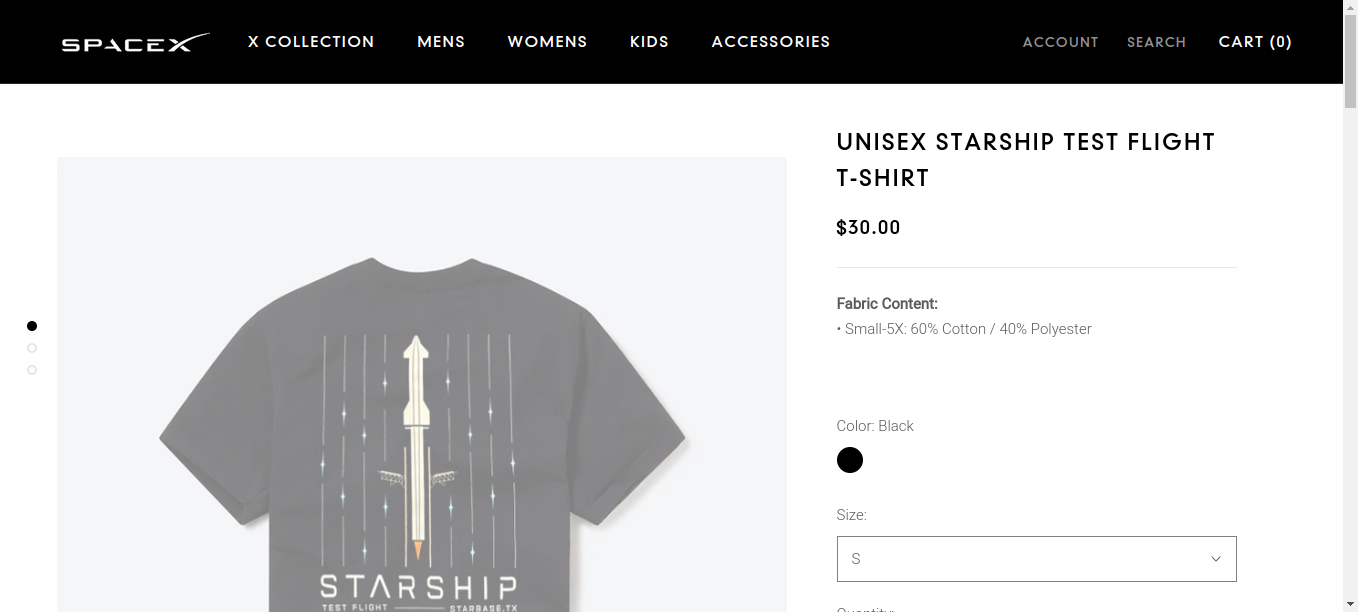 SPACEX
X COLLECTION
MENS
WOMENS
KIDS
ACCESSORIES
ACCOUNT
SEARCH
CART (0)
UNISEX STARSHIP TEST FLIGHT
T-SHIRT
$30.00
Fabric Content:
• Small-5X: 60% Cotton / 40% Polyester
Color: Black
Size:
S
Quantity:
STARSHIP
TEST FLIGHT
STARBASE.TX